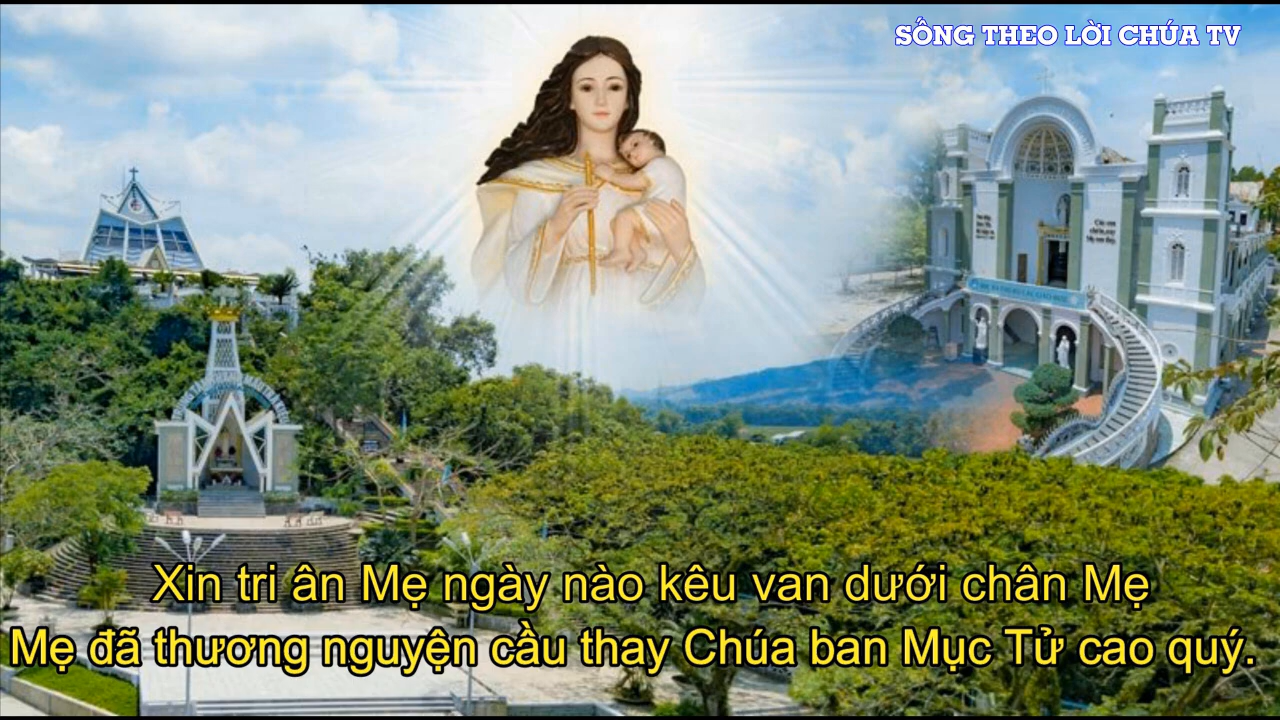 SỐNG THEO LỜI CHÚA TV
Xin tri ân Mẹ ngày nào kêu van dưới chân Mẹ
Mẹ đã thương nguyện cầu thay Chúa ban Mục Tử cao quý.